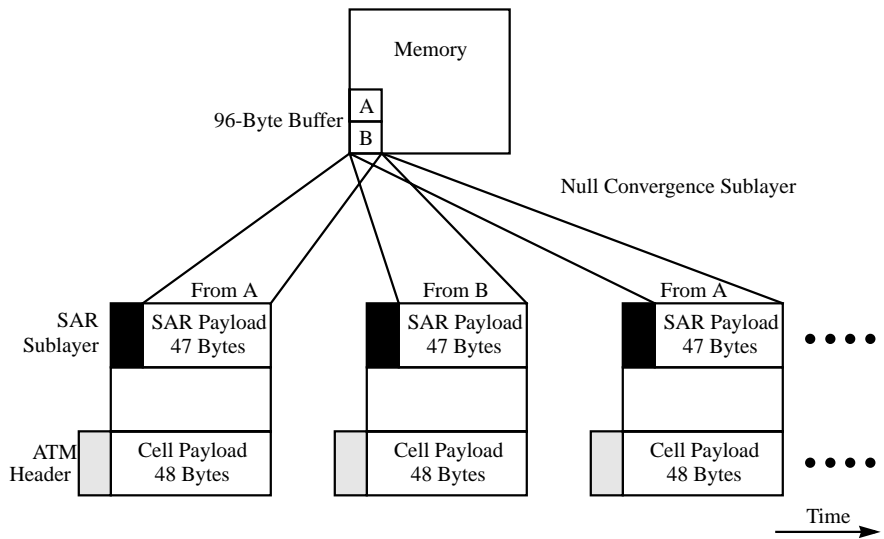 Memory
A
96-Byte Buffer
B
Null Convergence Sublayer
From A
From B
From A
SAR
Sublayer
SAR Payload
47 Bytes
SAR Payload
47 Bytes
SAR Payload
47 Bytes
ATM
Header
Cell Payload
48 Bytes
Cell Payload
48 Bytes
Cell Payload
48 Bytes
Time